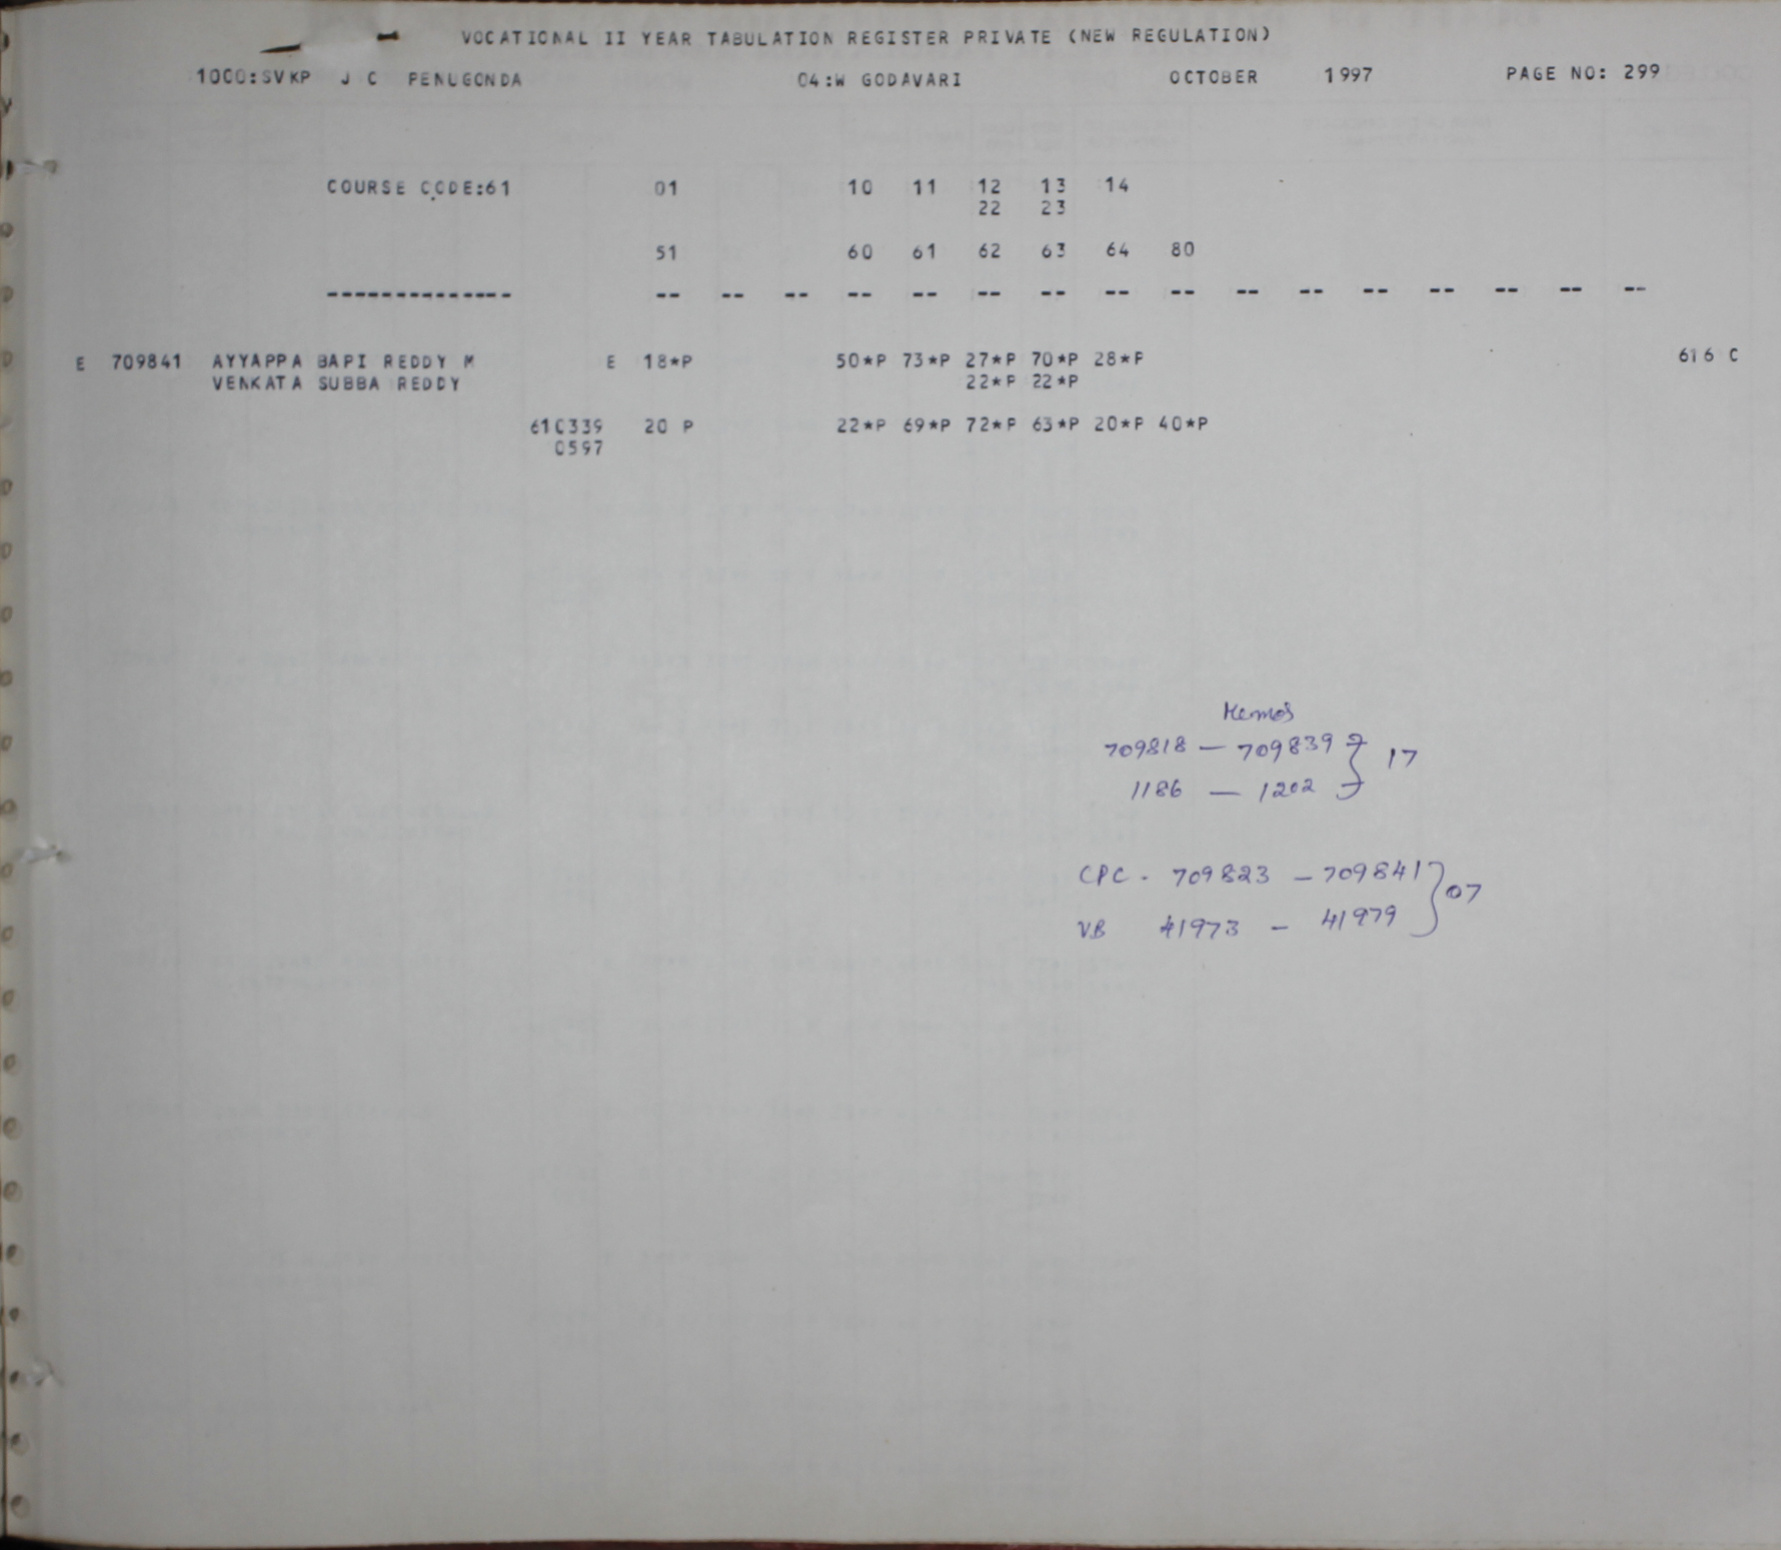 VOCATIONAL II YEAR TABULATION REGISTER PRIVATE (NEW REGULATION)
1000:SVKP J C PENUGONDA 04:W GODAVARI OCTOBER 1997 PAGE NO: 299
COURSE CODE:61 01 10 11 12 13 14
22 23
51 60 61 62 63 64 80
-------------- -- -- -- -- -- -- -- -- -- -- -- -- -- -- -- --
E 709841 AYYAPPA BAPI REDDY M E 18*P 50*P 73*P 27*P 70*P 28*P 616 C
VENKATA SUBBA REDDY 22*P 22*P
610339 20 P 22*P 69*P 72*P 63*P 20*P 40*P
0597
Memos
709818 — 709839 } 17
1186 — 1202
CPC - 709823 — 709841 } 07
VB 41973 - 41979